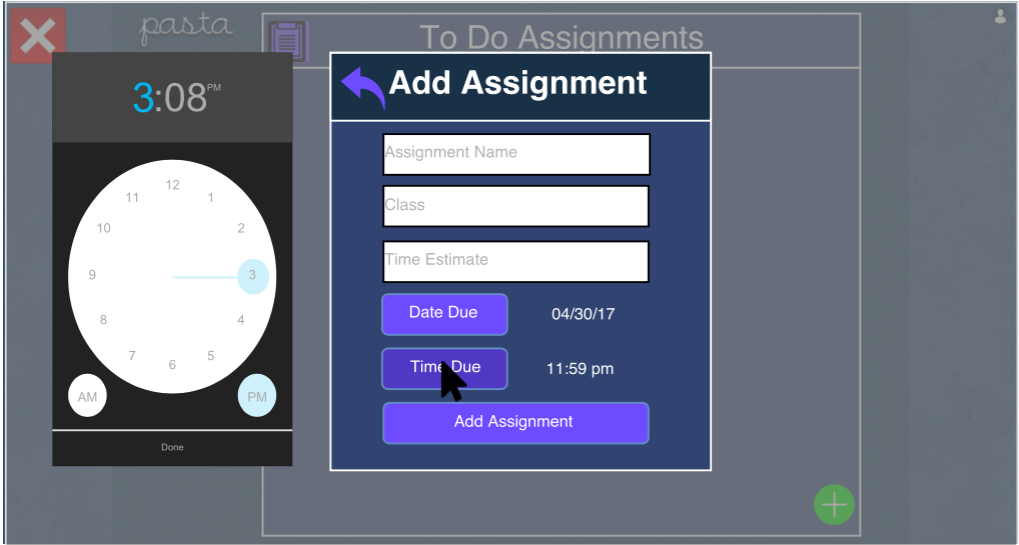 pasta
To Do Assignments
3:08 PM
12
11
1
10
2
9
3
8
4
7
5
6
AM
PM
Done
Add Assignment
Assignment Name
Class
Time Estimate
Date Due 04/30/17
Time Due 11:59 pm
Add Assignment